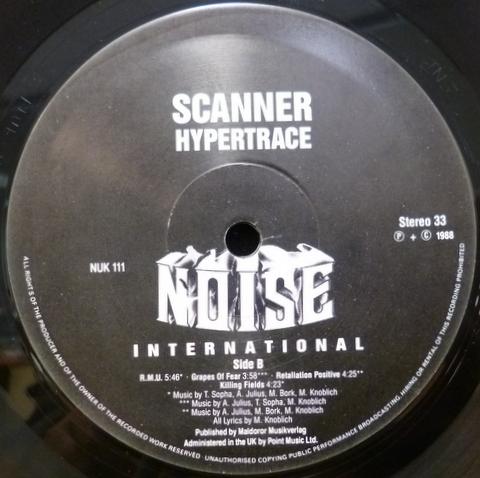 SCANNER
HYPERTRACE
Stereo 33
Ⓟ + Ⓒ 1988
NUK 111
NOISE
INTERNATIONAL
Side B
R.M.U. 5:46* · Grapes Of Fear 3:58*** · Retaliation Positive 4:25**
Killing Fields 4:23*
* Music by T. Sopha, A. Julius, M. Bork, M. Knoblich
*** Music by A. Julius, T. Sopha, M. Knoblich
** Music by A. Julius, M. Bork, M. Knoblich
All Lyrics by M. Knoblich
Published by Maldoror Musikverlag
Administered in the UK by Point Music Ltd.
ALL RIGHTS OF THE PRODUCER AND OF THE OWNER OF THE RECORDED WORK RESERVED · UNAUTHORISED COPYING PUBLIC PERFORMANCE BROADCASTING, HIRING OR RENTAL OF THIS RECORDING PROHIBITED